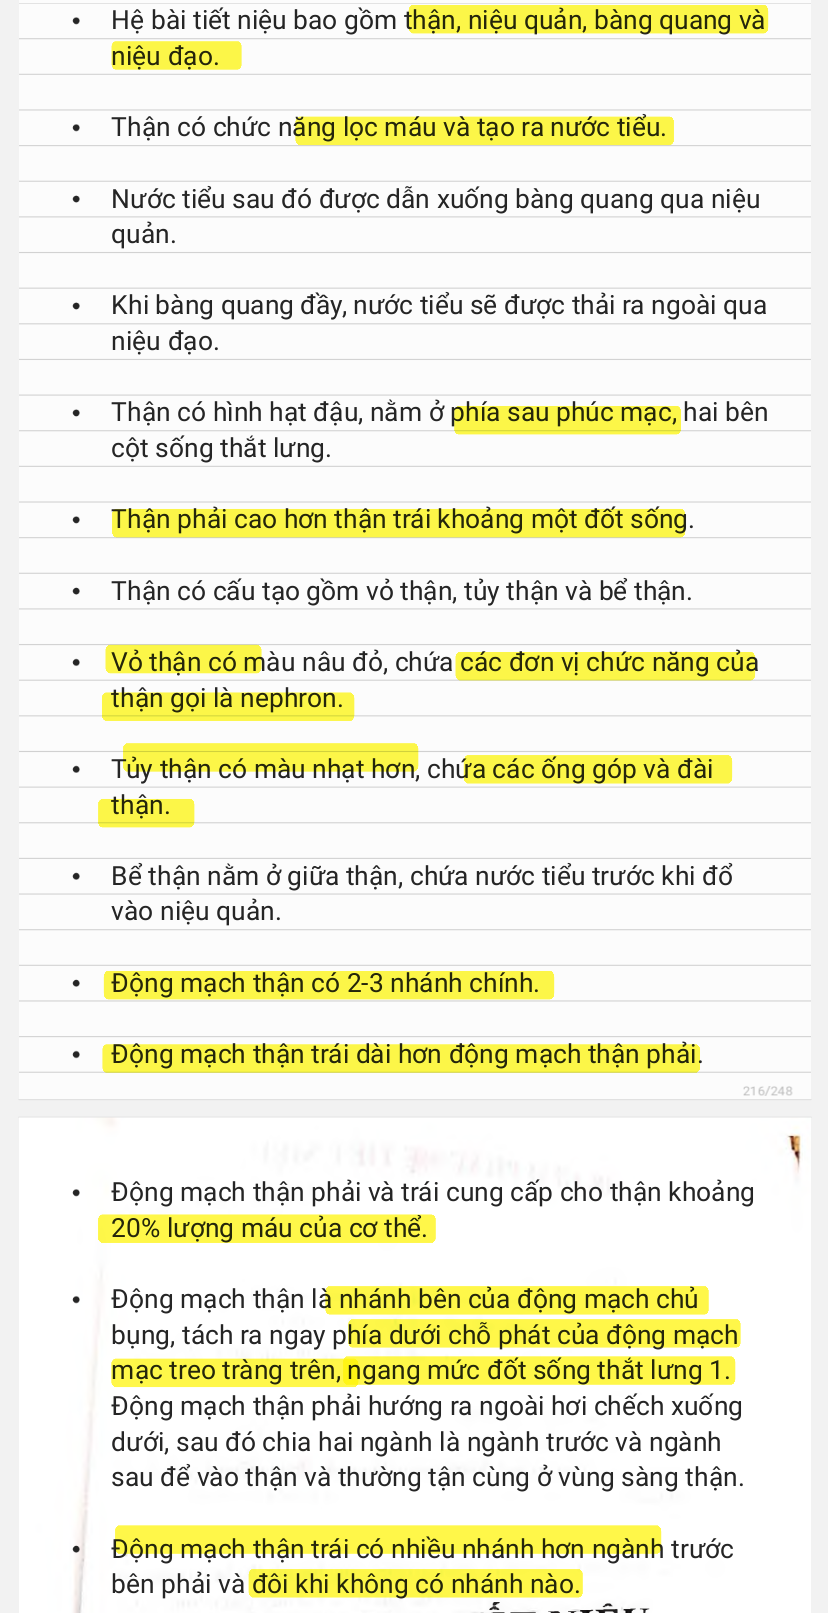 • Hệ bài tiết niệu bao gồm thận, niệu quản, bàng quang và
niệu đạo.
• Thận có chức năng lọc máu và tạo ra nước tiểu.
• Nước tiểu sau đó được dẫn xuống bàng quang qua niệu
quản.
• Khi bàng quang đầy, nước tiểu sẽ được thải ra ngoài qua
niệu đạo.
• Thận có hình hạt đậu, nằm ở phía sau phúc mạc, hai bên
cột sống thắt lưng.
• Thận phải cao hơn thận trái khoảng một đốt sống.
• Thận có cấu tạo gồm vỏ thận, tủy thận và bể thận.
• Vỏ thận có màu nâu đỏ, chứa các đơn vị chức năng của
thận gọi là nephron.
• Tủy thận có màu nhạt hơn, chứa các ống góp và đài
thận.
• Bể thận nằm ở giữa thận, chứa nước tiểu trước khi đổ
vào niệu quản.
• Động mạch thận có 2-3 nhánh chính.
• Động mạch thận trái dài hơn động mạch thận phải.
216/248
• Động mạch thận phải và trái cung cấp cho thận khoảng
20% lượng máu của cơ thể.
• Động mạch thận là nhánh bên của động mạch chủ
bụng, tách ra ngay phía dưới chỗ phát của động mạch
mạc treo tràng trên, ngang mức đốt sống thắt lưng 1.
Động mạch thận phải hướng ra ngoài hơi chếch xuống
dưới, sau đó chia hai ngành là ngành trước và ngành
sau để vào thận và thường tận cùng ở vùng sàng thận.
• Động mạch thận trái có nhiều nhánh hơn ngành trước
bên phải và đôi khi không có nhánh nào.